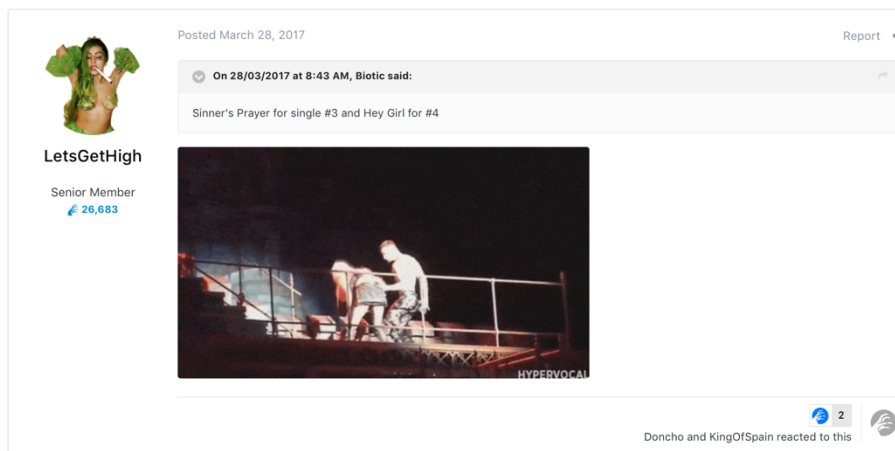 Posted March 28, 2017
Report
On 28/03/2017 at 8:43 AM, Biotic said:
Sinner's Prayer for single #3 and Hey Girl for #4
LetsGetHigh
Senior Member
26,683
HYPERVOCAL
2
Doncho and KingOfSpain reacted to this